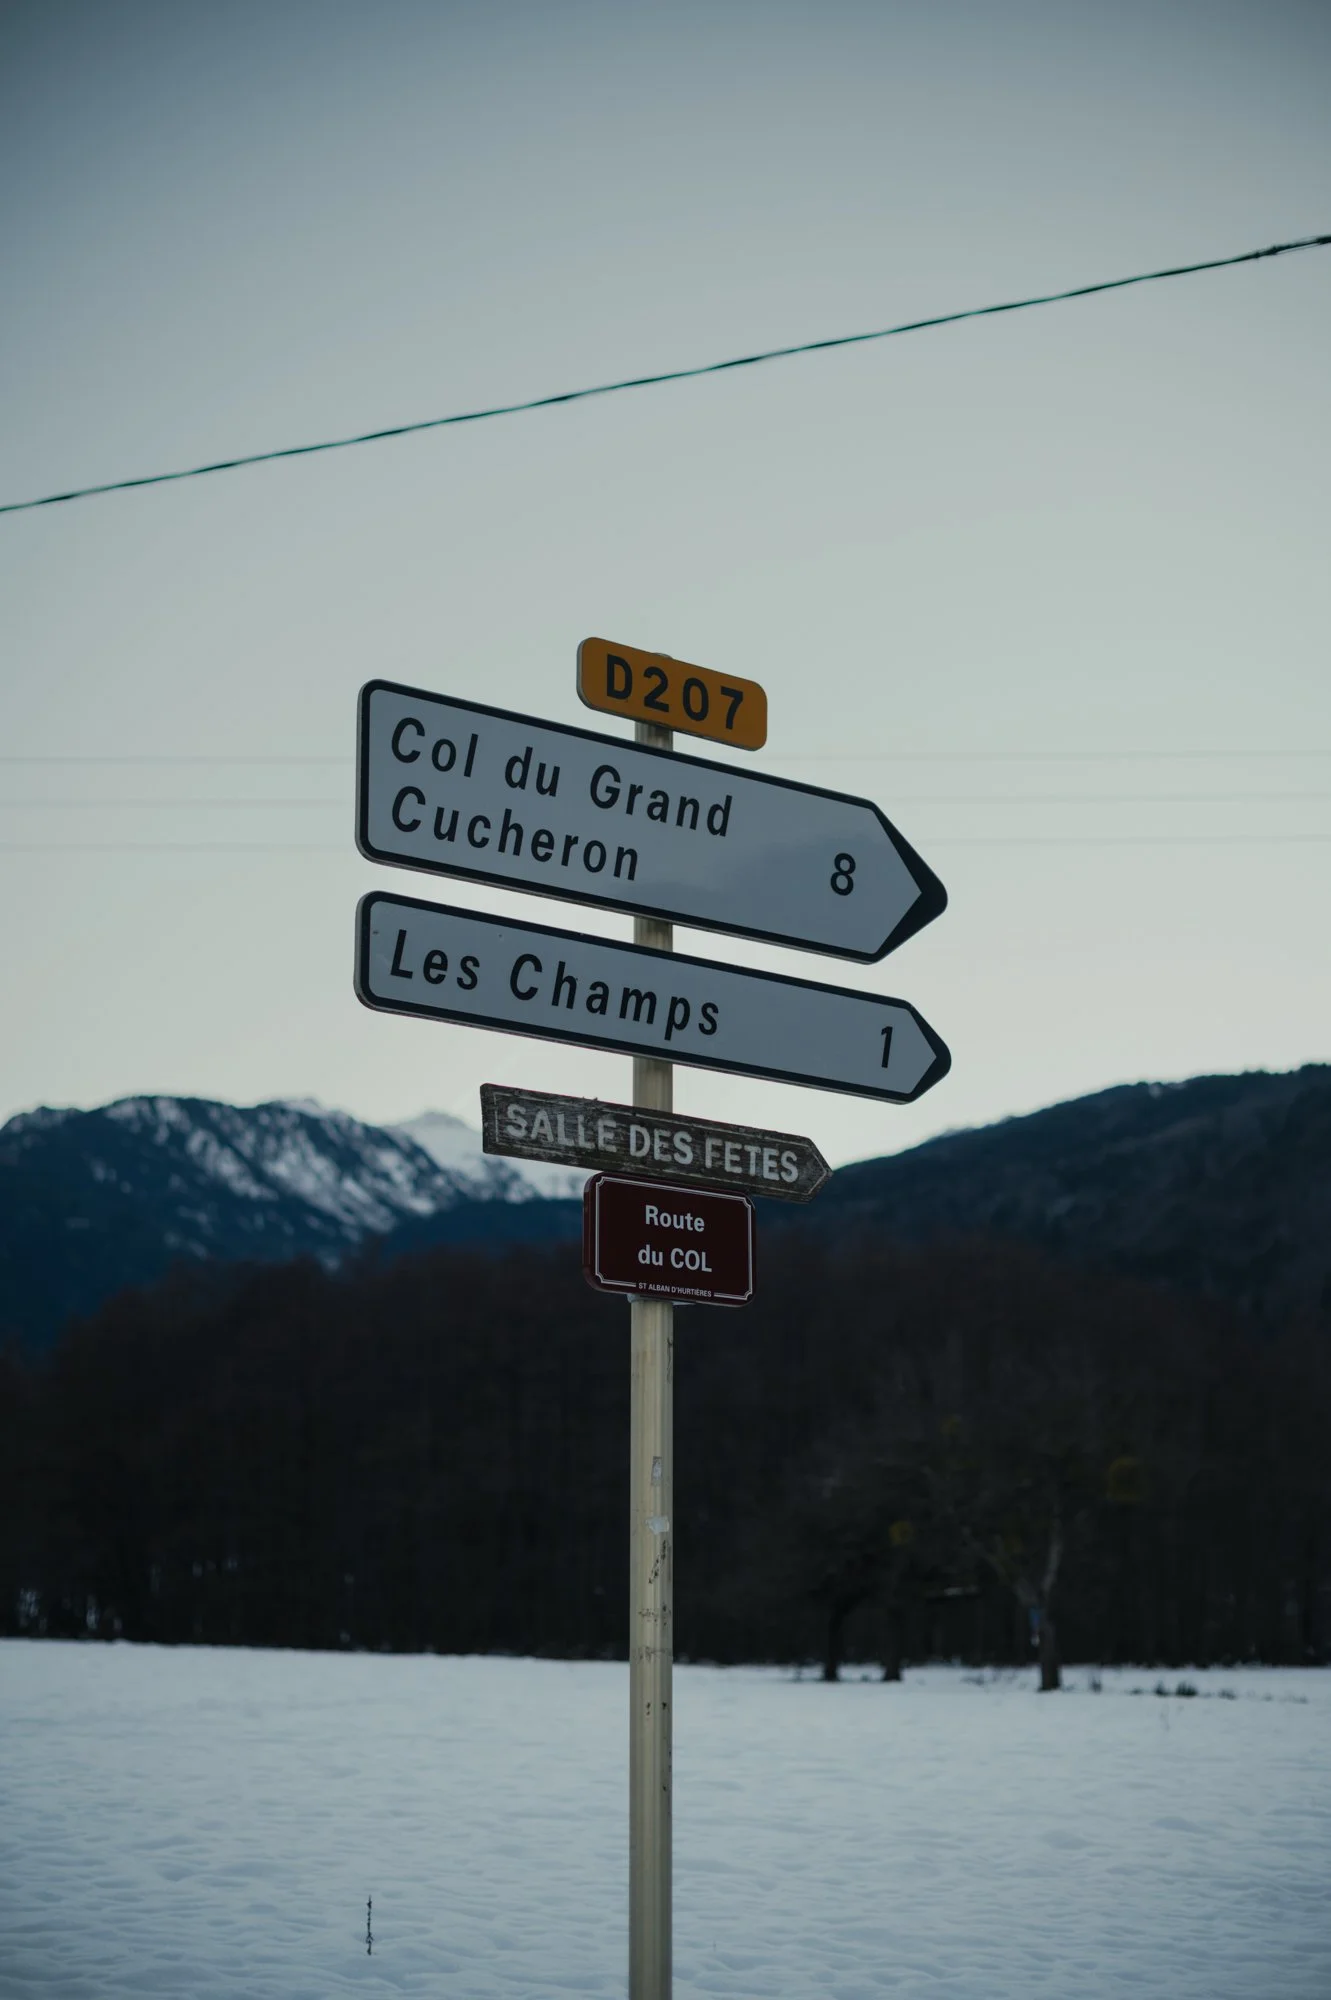 D207
Col du Grand
Cucheron 8
Les Champs 1
SALLE DES FETES
Route
du COL
ST ALBAN D'HURTIÈRES